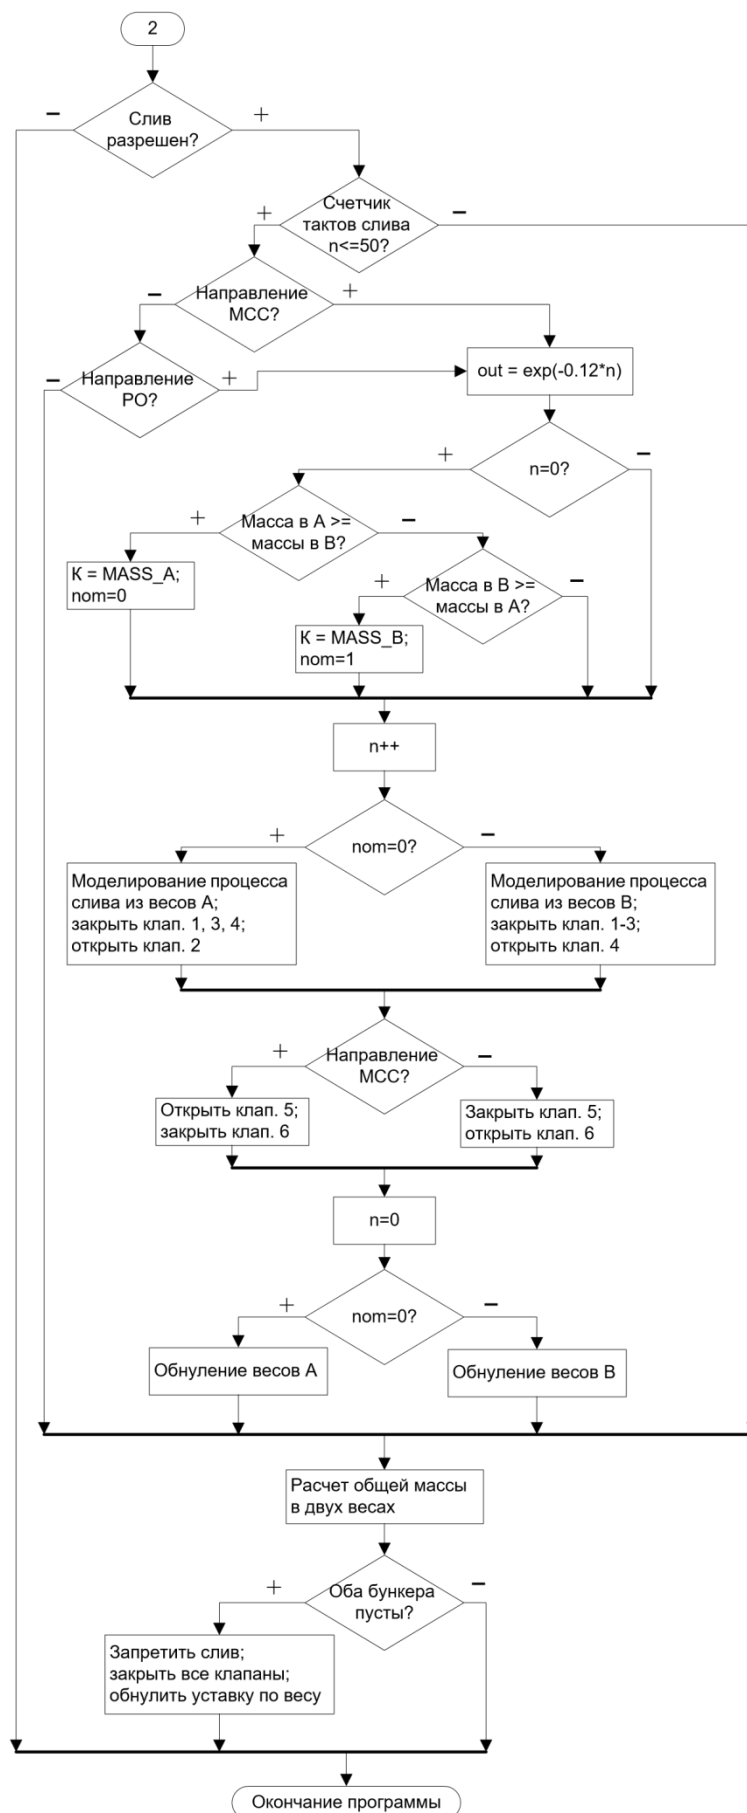 2
−
+
Слив
разрешен?
Счетчик
тактов слива
n<=50?
+
−
Направление
МСС?
−
+
Направление
РО?
−
+
out = exp(-0.12*n)
n=0?
+
−
Масса в А >=
массы в В?
+
−
К = MASS_A;
nom=0
Масса в В >=
массы в А?
+
−
К = MASS_B;
nom=1
n++
nom=0?
+
−
Моделирование процесса
слива из весов А;
закрыть клап. 1, 3, 4;
открыть клап. 2
Моделирование процесса
слива из весов В;
закрыть клап. 1-3;
открыть клап. 4
Направление
МСС?
+
−
Открыть клап. 5;
закрыть клап. 6
Закрыть клап. 5;
открыть клап. 6
n=0
nom=0?
+
−
Обнуление весов А
Обнуление весов В
Расчет общей массы
в двух весах
Оба бункера
пусты?
+
−
Запретить слив;
закрыть все клапаны;
обнулить уставку по весу
Окончание программы